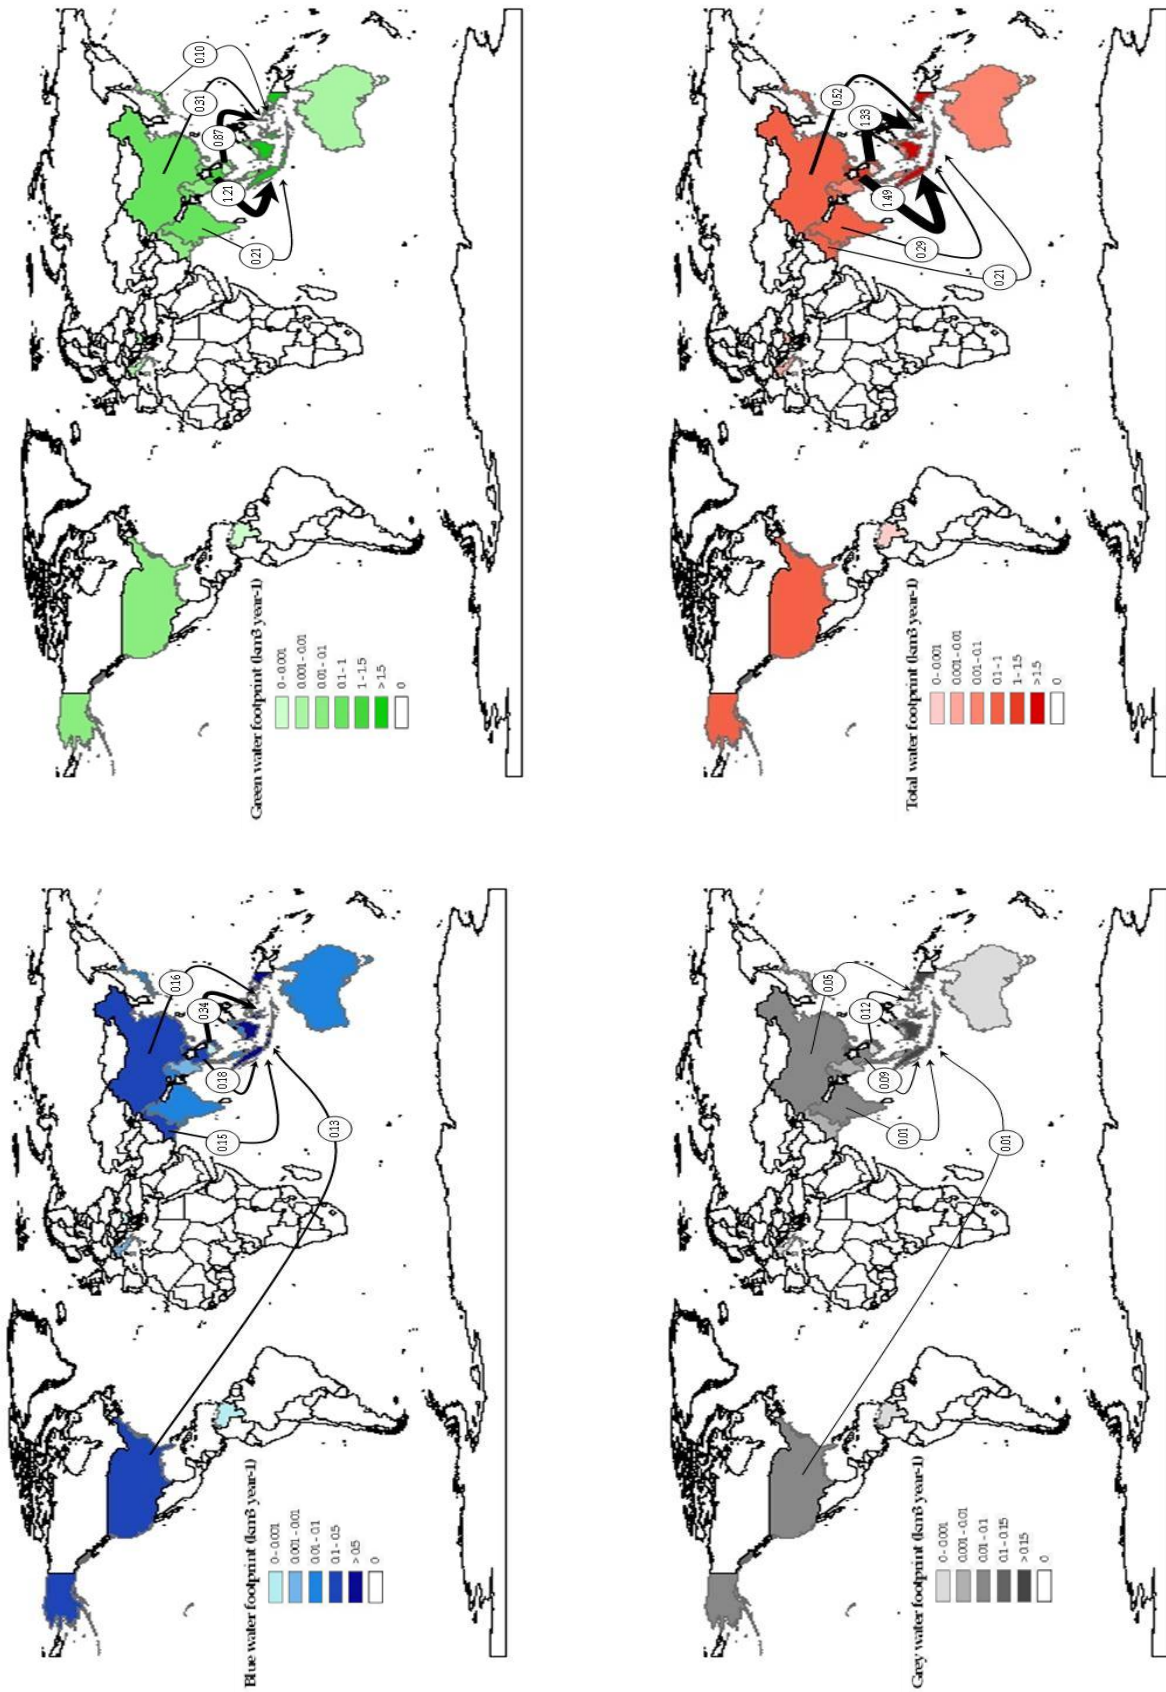 Blue water footprint (km3 year-1)
0 - 0.001
0.001 - 0.01
0.01 - 0.1
0.1 - 0.5
> 0.5
0
0.13
0.15
0.18
0.34
0.16
Green water footprint (km3 year-1)
0 - 0.001
0.001 - 0.01
0.01 - 0.1
0.1 - 1
1 - 1.5
> 1.5
0
0.21
1.21
0.87
0.31
0.10
Grey water footprint (km3 year-1)
0 - 0.001
0.001 - 0.01
0.01 - 0.1
0.1 - 0.15
> 0.15
0
0.01
0.01
0.09
0.12
0.05
Total water footprint (km3 year-1)
0 - 0.001
0.001 - 0.01
0.01 - 0.1
0.1 - 1
1 - 1.5
> 1.5
0
0.21
0.29
1.49
1.33
0.52